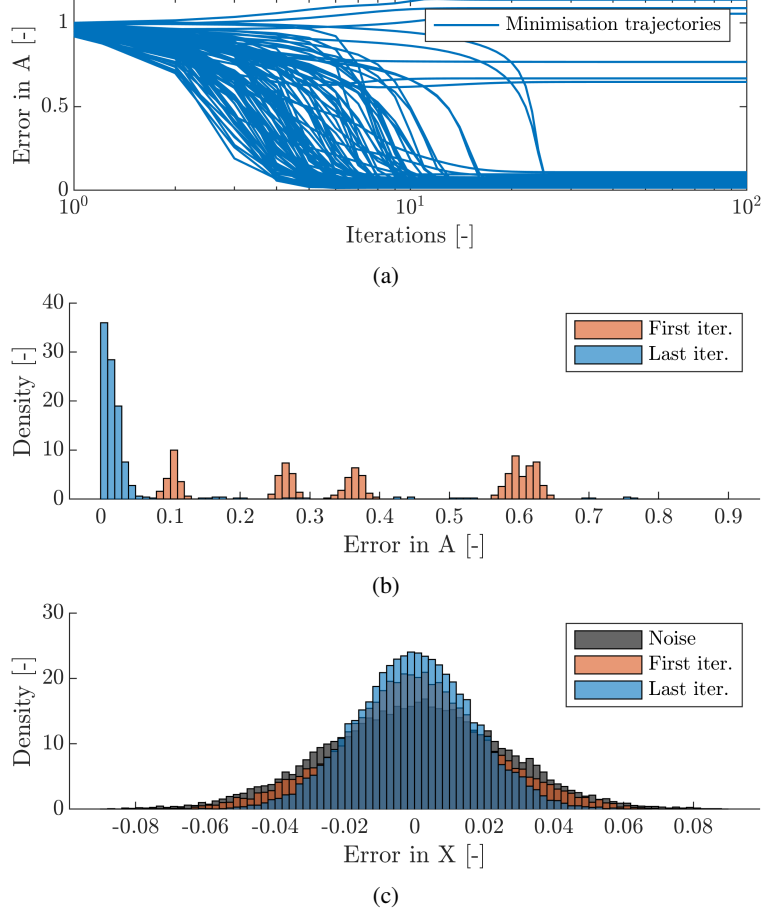 1
0.5
0
Error in A [-]
Minimisation trajectories
10^0 10^1 10^2
Iterations [-]
(a)
40
30
20
10
0
Density [-]
First iter.
Last iter.
0 0.1 0.2 0.3 0.4 0.5 0.6 0.7 0.8 0.9
Error in A [-]
(b)
30
20
10
0
Density [-]
Noise
First iter.
Last iter.
-0.08 -0.06 -0.04 -0.02 0 0.02 0.04 0.06 0.08
Error in X [-]
(c)